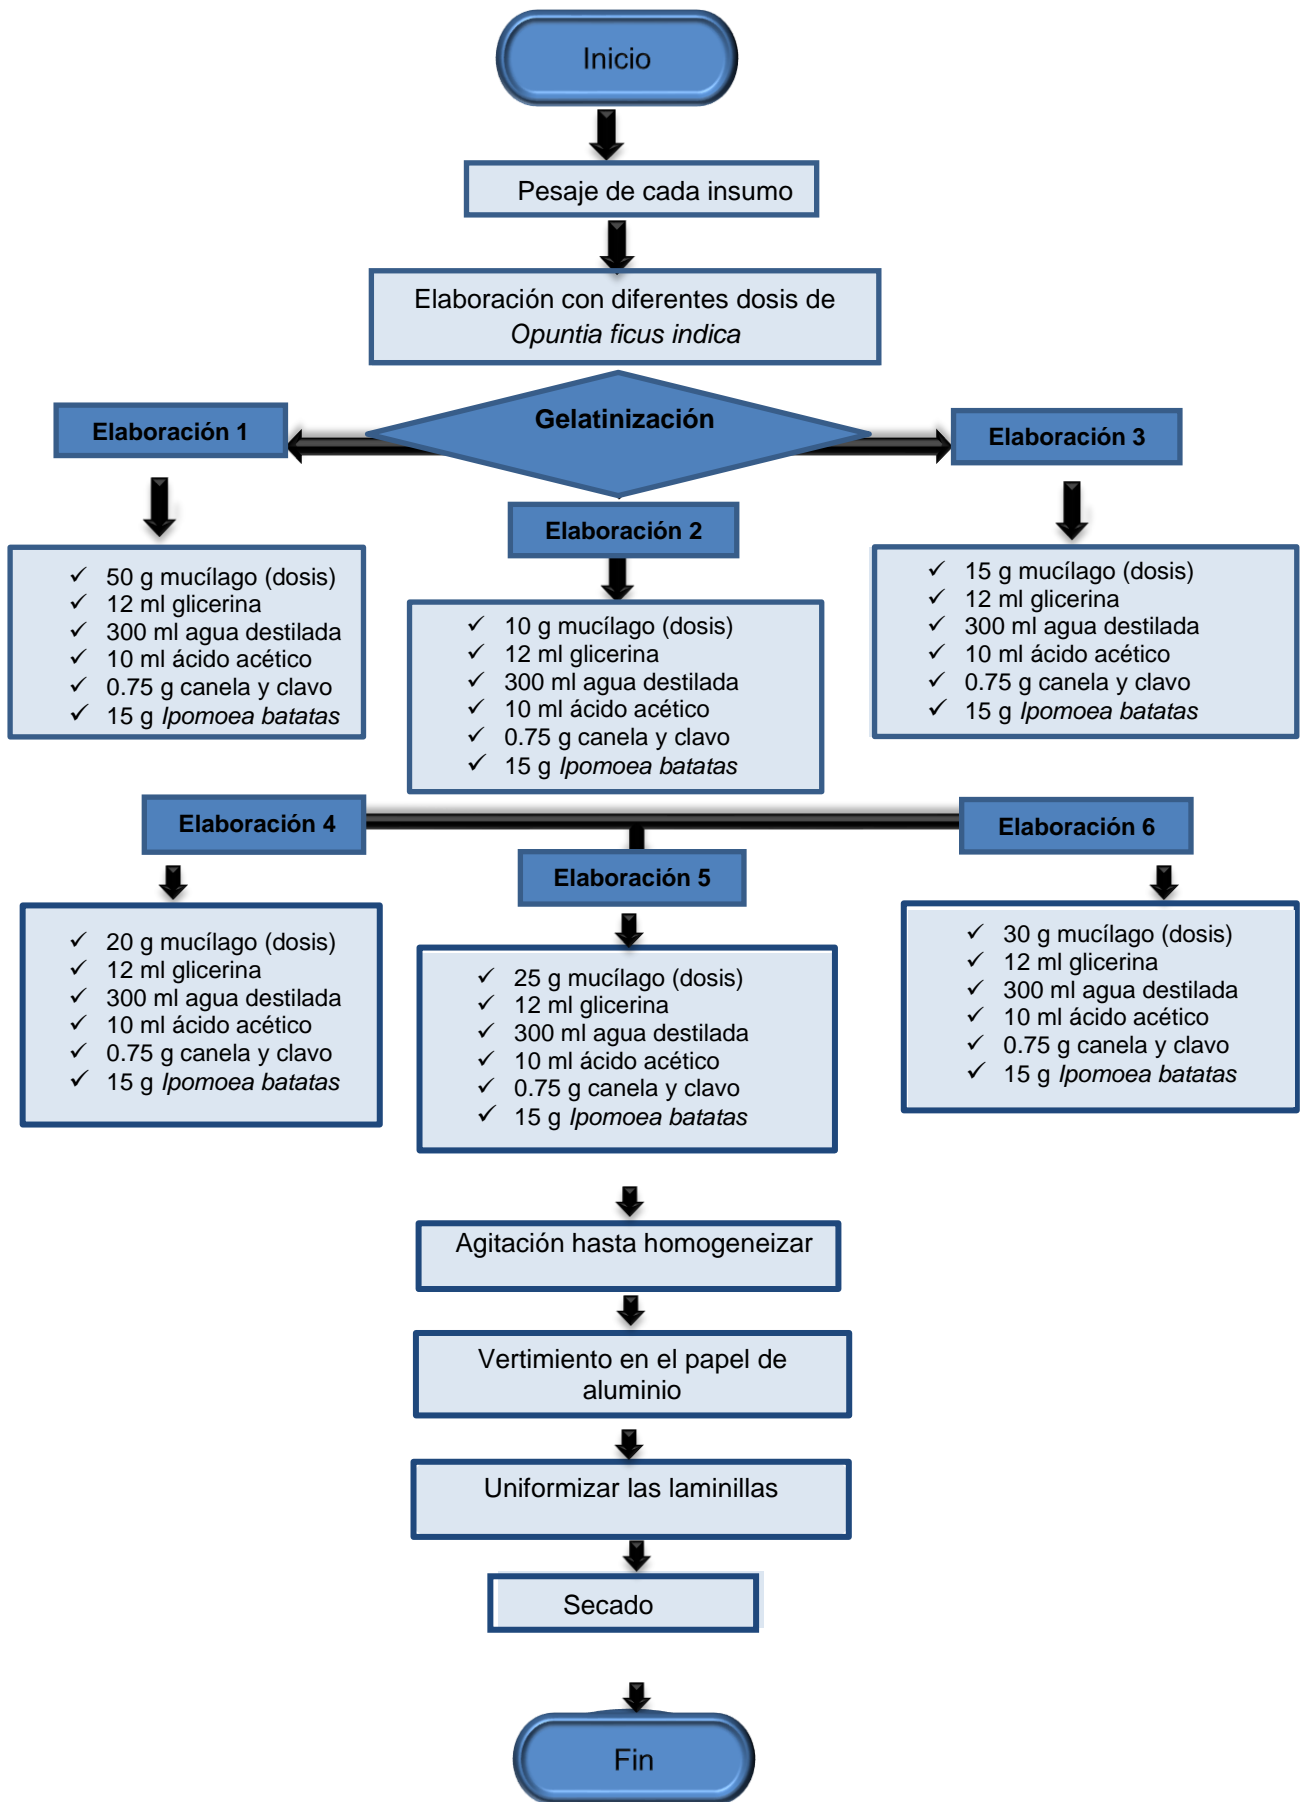 Inicio
Pesaje de cada insumo
Elaboración con diferentes dosis de
Opuntia ficus indica
Gelatinización
Elaboración 1
✓ 50 g mucílago (dosis)
✓ 12 ml glicerina
✓ 300 ml agua destilada
✓ 10 ml ácido acético
✓ 0.75 g canela y clavo
✓ 15 g Ipomoea batatas
Elaboración 2
✓ 10 g mucílago (dosis)
✓ 12 ml glicerina
✓ 300 ml agua destilada
✓ 10 ml ácido acético
✓ 0.75 g canela y clavo
✓ 15 g Ipomoea batatas
Elaboración 3
✓ 15 g mucílago (dosis)
✓ 12 ml glicerina
✓ 300 ml agua destilada
✓ 10 ml ácido acético
✓ 0.75 g canela y clavo
✓ 15 g Ipomoea batatas
Elaboración 4
✓ 20 g mucílago (dosis)
✓ 12 ml glicerina
✓ 300 ml agua destilada
✓ 10 ml ácido acético
✓ 0.75 g canela y clavo
✓ 15 g Ipomoea batatas
Elaboración 5
✓ 25 g mucílago (dosis)
✓ 12 ml glicerina
✓ 300 ml agua destilada
✓ 10 ml ácido acético
✓ 0.75 g canela y clavo
✓ 15 g Ipomoea batatas
Elaboración 6
✓ 30 g mucílago (dosis)
✓ 12 ml glicerina
✓ 300 ml agua destilada
✓ 10 ml ácido acético
✓ 0.75 g canela y clavo
✓ 15 g Ipomoea batatas
Agitación hasta homogeneizar
Vertimiento en el papel de
aluminio
Uniformizar las laminillas
Secado
Fin